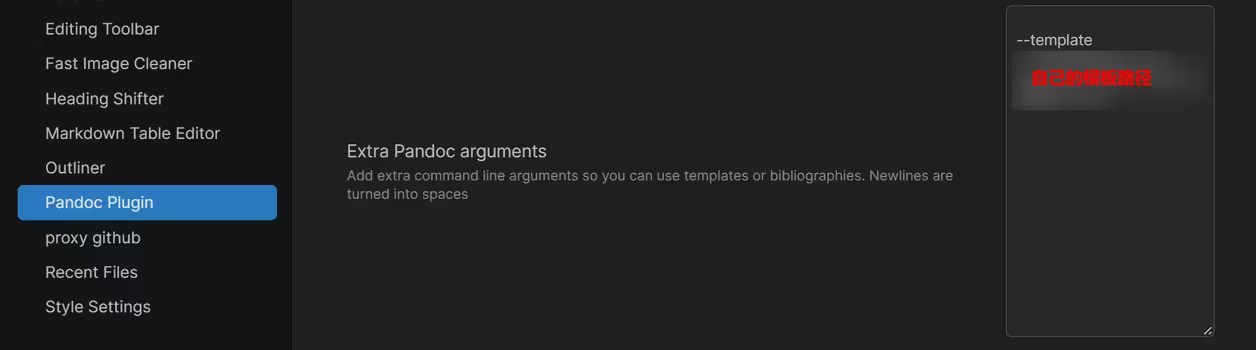 Editing Toolbar
Fast Image Cleaner
Heading Shifter
Markdown Table Editor
Outliner
Pandoc Plugin
proxy github
Recent Files
Style Settings
Extra Pandoc arguments
Add extra command line arguments so you can use templates or bibliographies. Newlines are
turned into spaces
--template
自己的模板路径